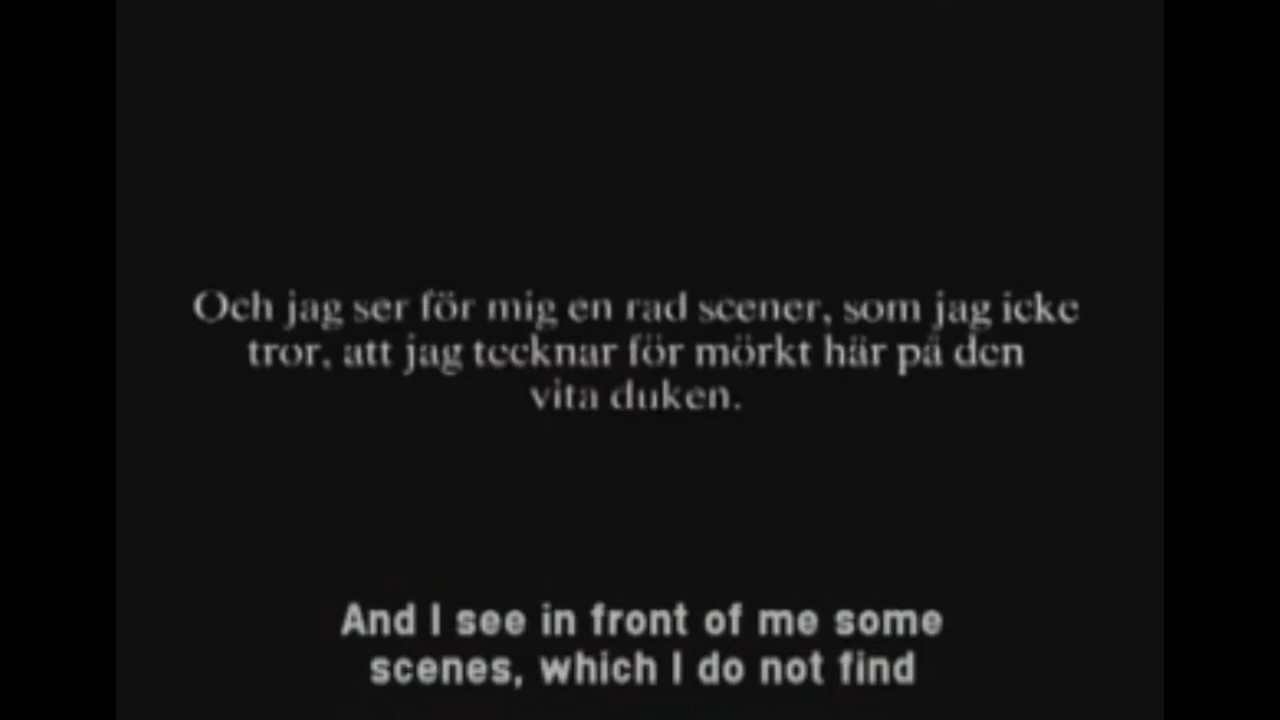 Och jag ser för mig en rad scener, som jag icke
tror, att jag tecknar för mörkt här på den
vita duken.
And I see in front of me some
scenes, which I do not find